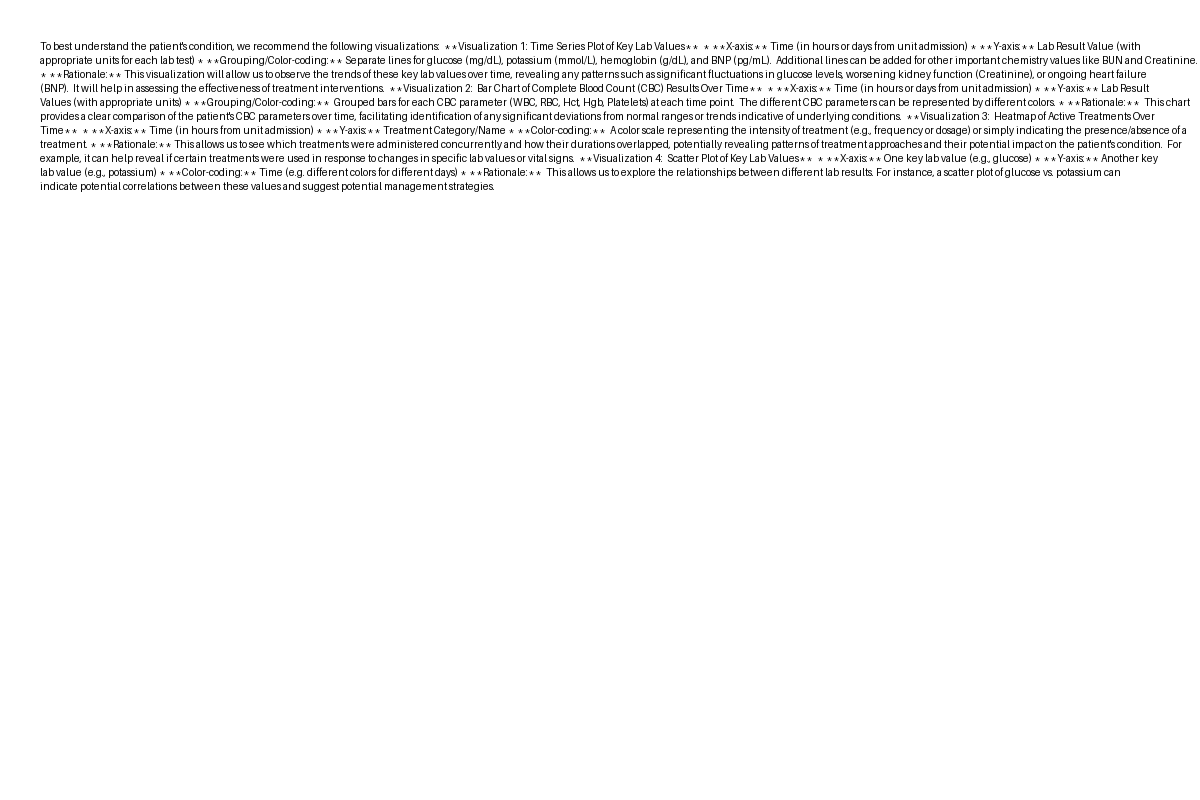 To best understand the patient's condition, we recommend the following visualizations:  **Visualization 1: Time Series Plot of Key Lab Values**  * **X-axis:** Time (in hours or days from unit admission) * **Y-axis:** Lab Result Value (with
appropriate units for each lab test) * **Grouping/Color-coding:** Separate lines for glucose (mg/dL), potassium (mmol/L), hemoglobin (g/dL), and BNP (pg/mL).  Additional lines can be added for other important chemistry values like BUN and Creatinine.
* **Rationale:** This visualization will allow us to observe the trends of these key lab values over time, revealing any patterns such as significant fluctuations in glucose levels, worsening kidney function (Creatinine), or ongoing heart failure
(BNP).  It will help in assessing the effectiveness of treatment interventions.  **Visualization 2:  Bar Chart of Complete Blood Count (CBC) Results Over Time**  * **X-axis:** Time (in hours or days from unit admission) * **Y-axis:** Lab Result
Values (with appropriate units) * **Grouping/Color-coding:** Grouped bars for each CBC parameter (WBC, RBC, Hct, Hgb, Platelets) at each time point.  The different CBC parameters can be represented by different colors. * **Rationale:**  This chart
provides a clear comparison of the patient's CBC parameters over time, facilitating identification of any significant deviations from normal ranges or trends indicative of underlying conditions.  **Visualization 3:  Heatmap of Active Treatments Over
Time**  * **X-axis:** Time (in hours from unit admission) * **Y-axis:** Treatment Category/Name * **Color-coding:**  A color scale representing the intensity of treatment (e.g., frequency or dosage) or simply indicating the presence/absence of a
treatment. * **Rationale:** This allows us to see which treatments were administered concurrently and how their durations overlapped, potentially revealing patterns of treatment approaches and their potential impact on the patient's condition.  For
example, it can help reveal if certain treatments were used in response to changes in specific lab values or vital signs.  **Visualization 4:  Scatter Plot of Key Lab Values**  * **X-axis:** One key lab value (e.g., glucose) * **Y-axis:** Another key
lab value (e.g., potassium) * **Color-coding:** Time (e.g. different colors for different days) * **Rationale:**  This allows us to explore the relationships between different lab results. For instance, a scatter plot of glucose vs. potassium can
indicate potential correlations between these values and suggest potential management strategies.